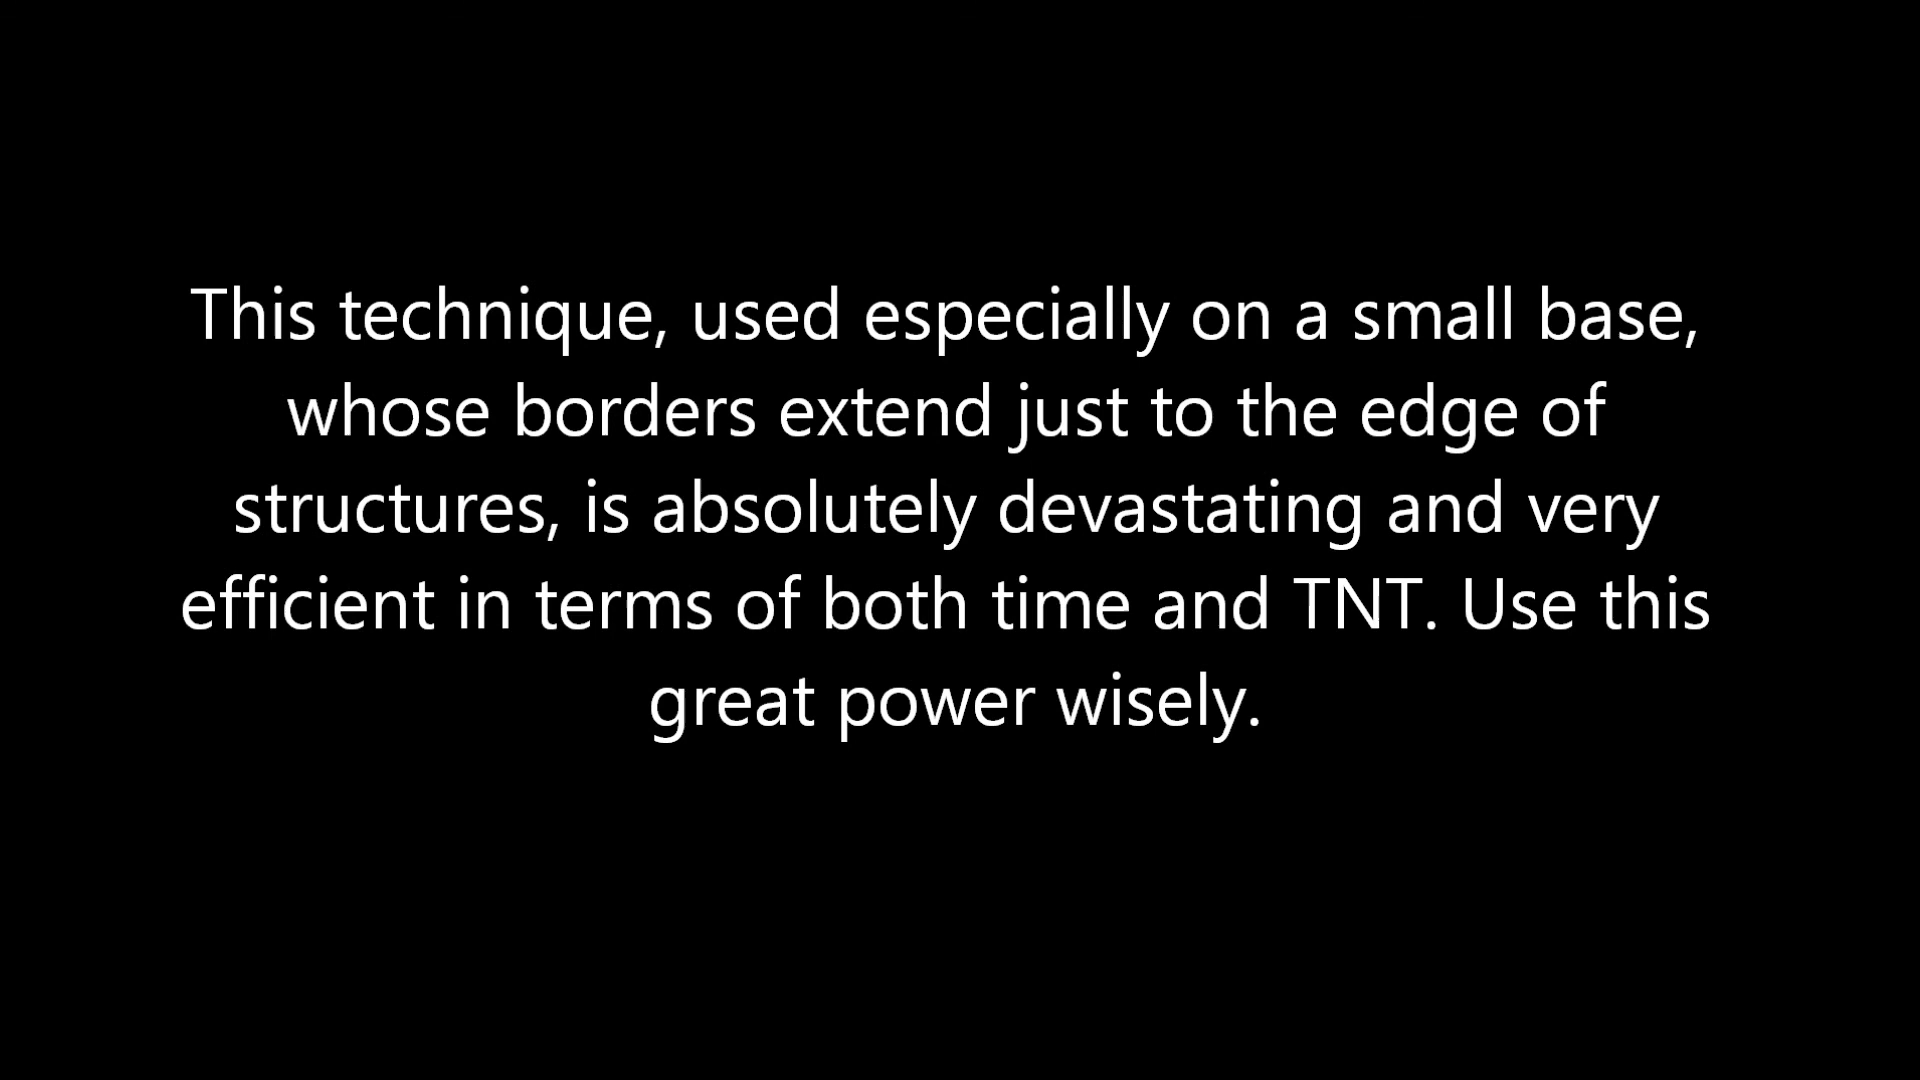 This technique, used especially on a small base,
whose borders extend just to the edge of
structures, is absolutely devastating and very
efficient in terms of both time and TNT. Use this
great power wisely.